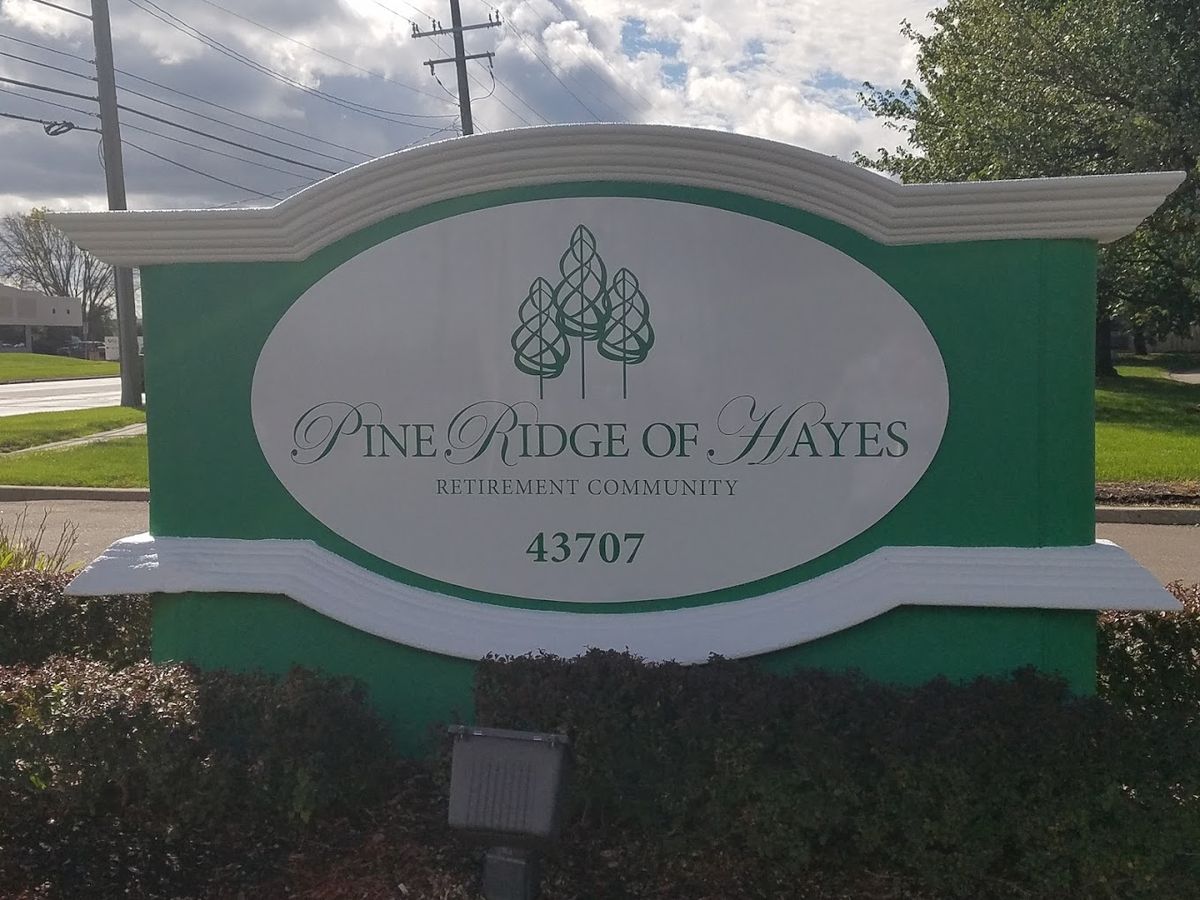 Pine Ridge of Hayes
RETIREMENT COMMUNITY
43707